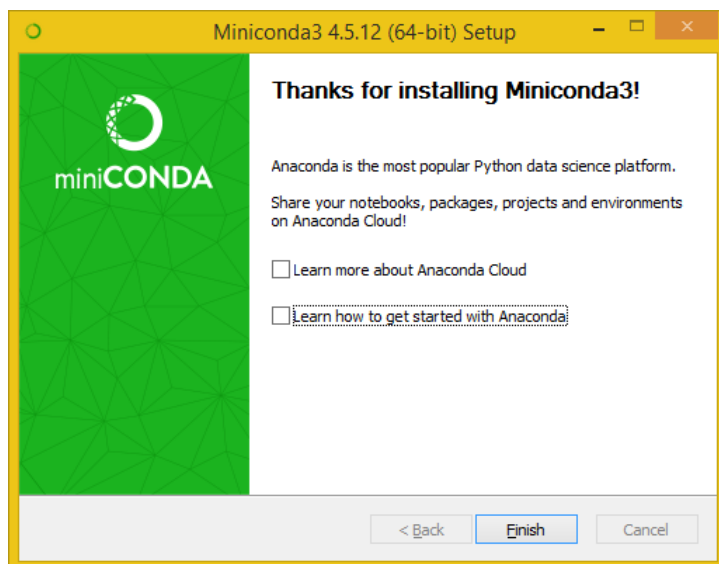 Miniconda3 4.5.12 (64-bit) Setup
miniCONDA
Thanks for installing Miniconda3!
Anaconda is the most popular Python data science platform.
Share your notebooks, packages, projects and environments
on Anaconda Cloud!
Learn more about Anaconda Cloud
Learn how to get started with Anaconda
< Back
Finish
Cancel